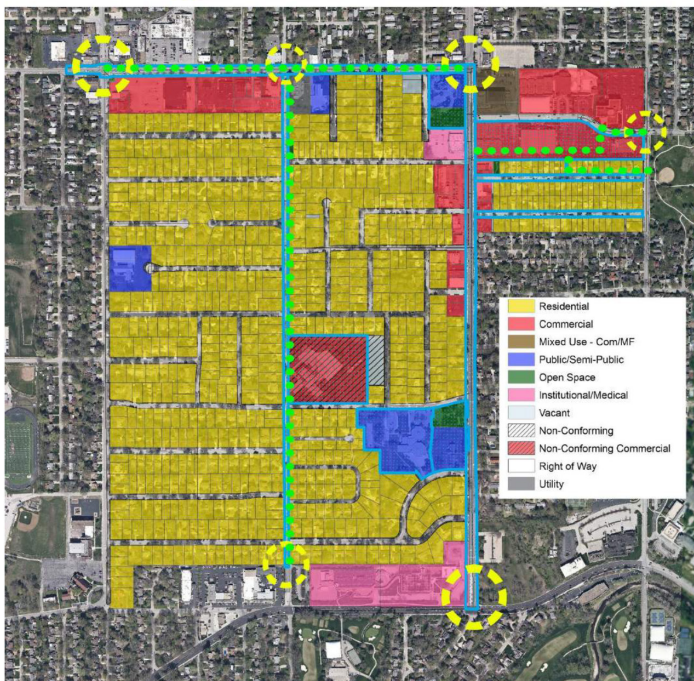 Residential
Commercial
Mixed Use - Com/MF
Public/Semi-Public
Open Space
Institutional/Medical
Vacant
Non-Conforming
Non-Conforming Commercial
Right of Way
Utility